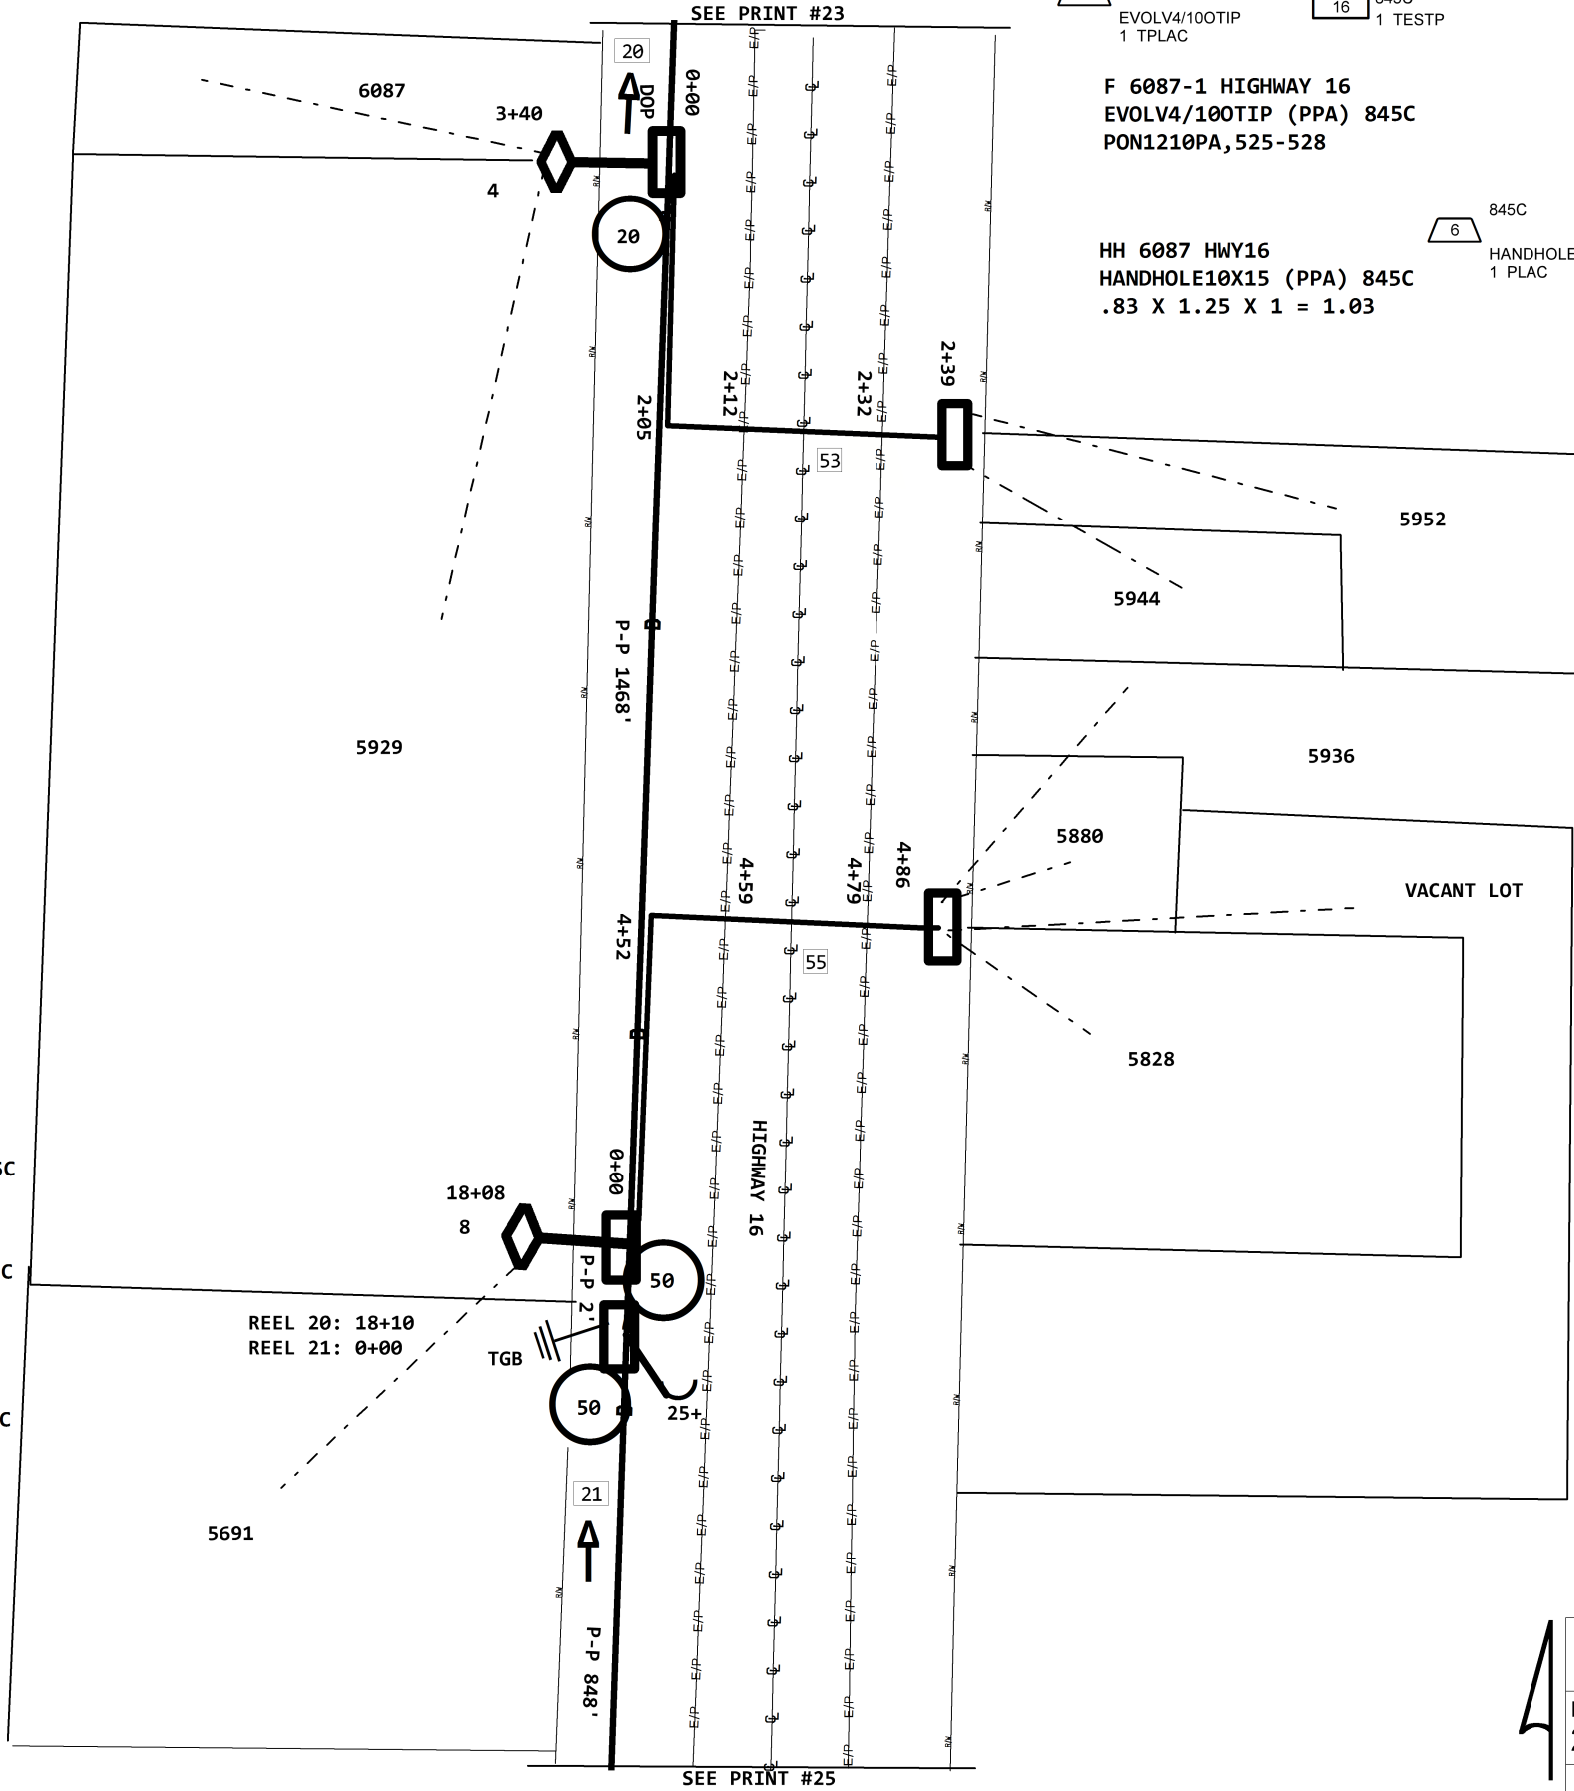 SEE PRINT #23
EVOLV4/10OTIP
1 TPLAC
16
845C
1 TESTP
F 6087-1 HIGHWAY 16
EVOLV4/10OTIP (PPA) 845C
PON1210PA,525-528
6
845C
HANDHOLE
1 PLAC
HH 6087 HWY16
HANDHOLE10X15 (PPA) 845C
.83 X 1.25 X 1 = 1.03
20
DOP
0+00
6087
3+40
4
20
2+05
2+12
2+32
2+39
53
5952
5944
P-P 1468'
5929
5936
5880
VACANT LOT
4+52
4+59
4+79
4+86
55
5828
HIGHWAY 16
0+00
18+08
8
P-P 2'
50
REEL 20: 18+10
REEL 21: 0+00
TGB
50
25+
21
5691
P-P 848'
E/P
R/W
SEE PRINT #25